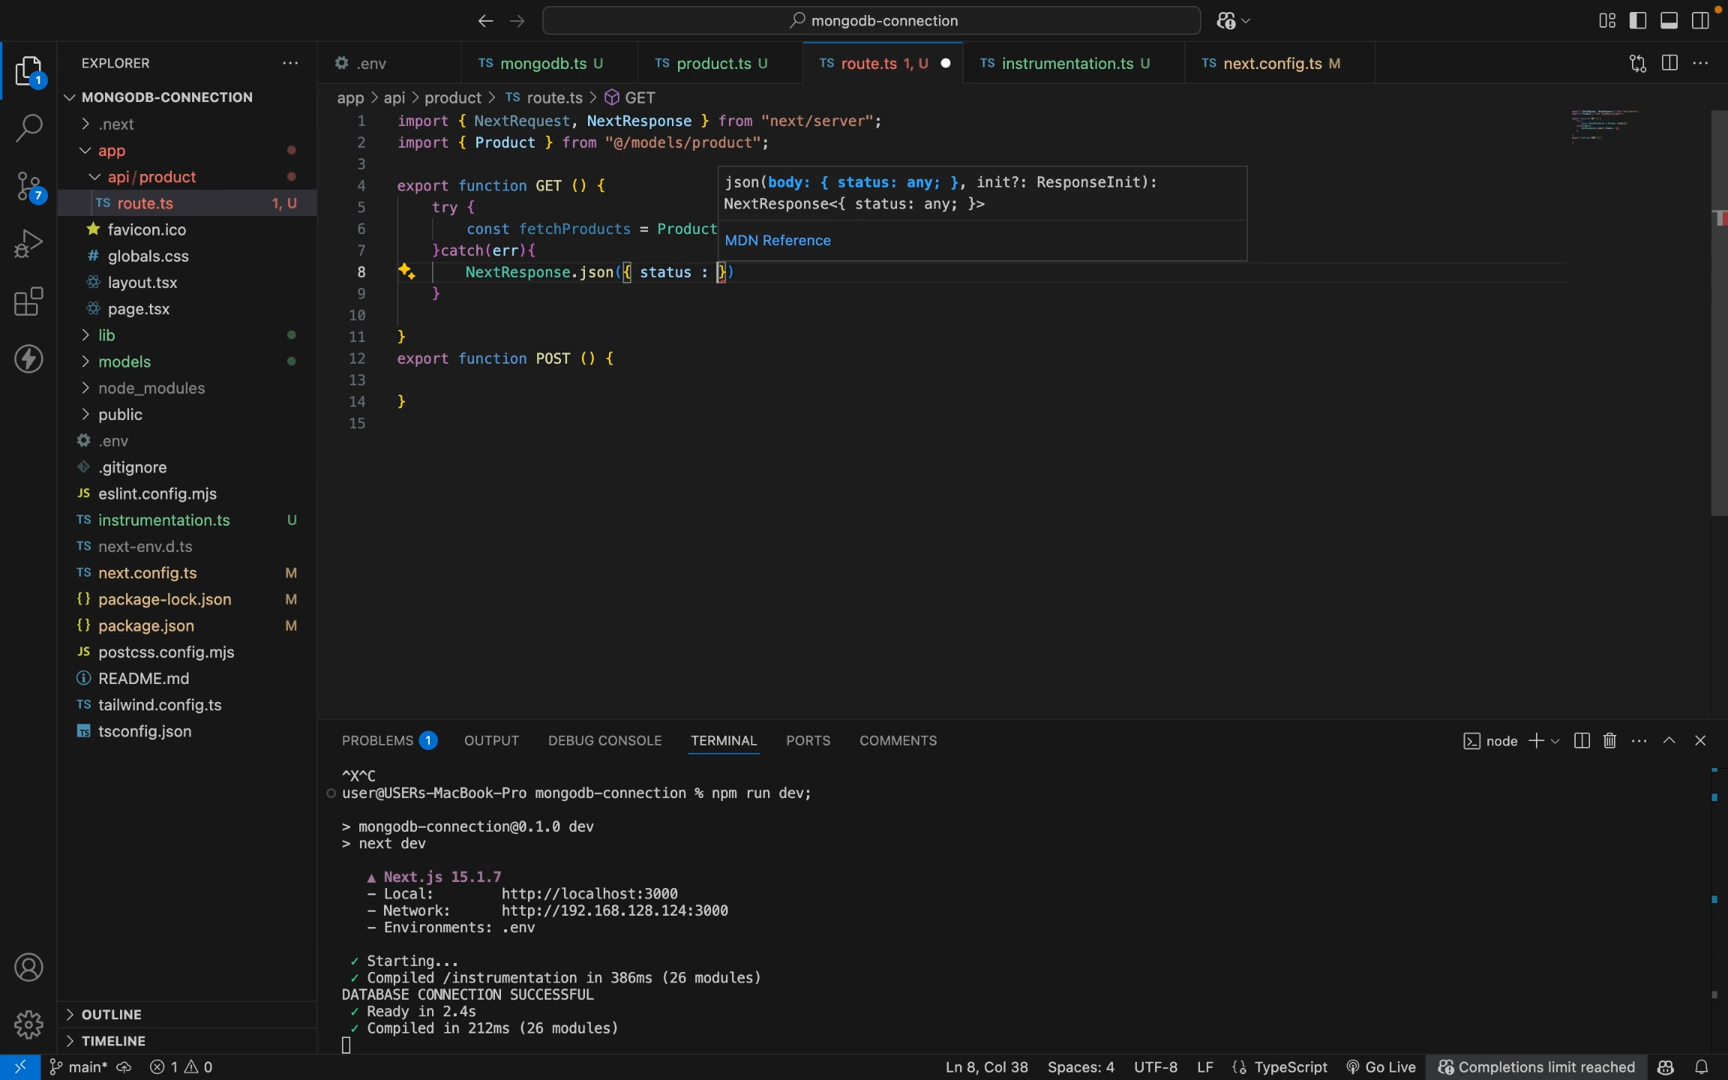 mongodb-connection
EXPLORER
MONGODB-CONNECTION
.next
app
api/product
TS route.ts 1, U
favicon.ico
# globals.css
layout.tsx
page.tsx
lib
models
node_modules
public
.env
.gitignore
JS eslint.config.mjs
TS instrumentation.ts U
TS next-env.d.ts
TS next.config.ts M
{} package-lock.json M
{} package.json M
JS postcss.config.mjs
README.md
TS tailwind.config.ts
TS tsconfig.json
OUTLINE
TIMELINE
1
7
.env
TS mongodb.ts U
TS product.ts U
TS route.ts 1, U
TS instrumentation.ts U
TS next.config.ts M
app > api > product > TS route.ts > GET
1 import { NextRequest, NextResponse } from "next/server";
2 import { Product } from "@/models/product";
3
4 export function GET () {
5 try {
6 const fetchProducts = Product
7 }catch(err){
8 NextResponse.json({ status : })
9 }
10
11 }
12 export function POST () {
13
14 }
15
json(body: { status: any; }, init?: ResponseInit):
NextResponse<{ status: any; }>
MDN Reference
PROBLEMS 1 OUTPUT DEBUG CONSOLE TERMINAL PORTS COMMENTS
node
^X^C
user@USERs-MacBook-Pro mongodb-connection % npm run dev;
> mongodb-connection@0.1.0 dev
> next dev
▲ Next.js 15.1.7
- Local: http://localhost:3000
- Network: http://192.168.128.124:3000
- Environments: .env
✓ Starting...
✓ Compiled /instrumentation in 386ms (26 modules)
DATABASE CONNECTION SUCCESSFUL
✓ Ready in 2.4s
✓ Compiled in 212ms (26 modules)
main* 1 0 Ln 8, Col 38 Spaces: 4 UTF-8 LF {} TypeScript Go Live Completions limit reached